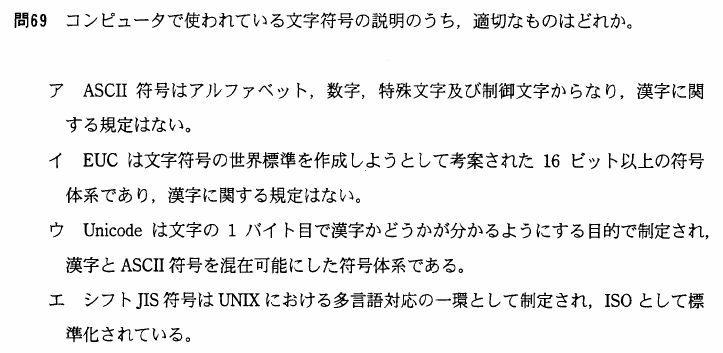 問69 コンピュータで使われている文字符号の説明のうち，適切なものはどれか。
ア ASCII 符号はアルファベット，数字，特殊文字及び制御文字からなり，漢字に関
する規定はない。
イ EUC は文字符号の世界標準を作成しようとして考案された 16 ビット以上の符号
体系であり，漢字に関する規定はない。
ウ Unicode は文字の 1 バイト目で漢字かどうかが分かるようにする目的で制定され，
漢字と ASCII 符号を混在可能にした符号体系である。
エ シフト JIS 符号は UNIX における多言語対応の一環として制定され，ISO として標
準化されている。